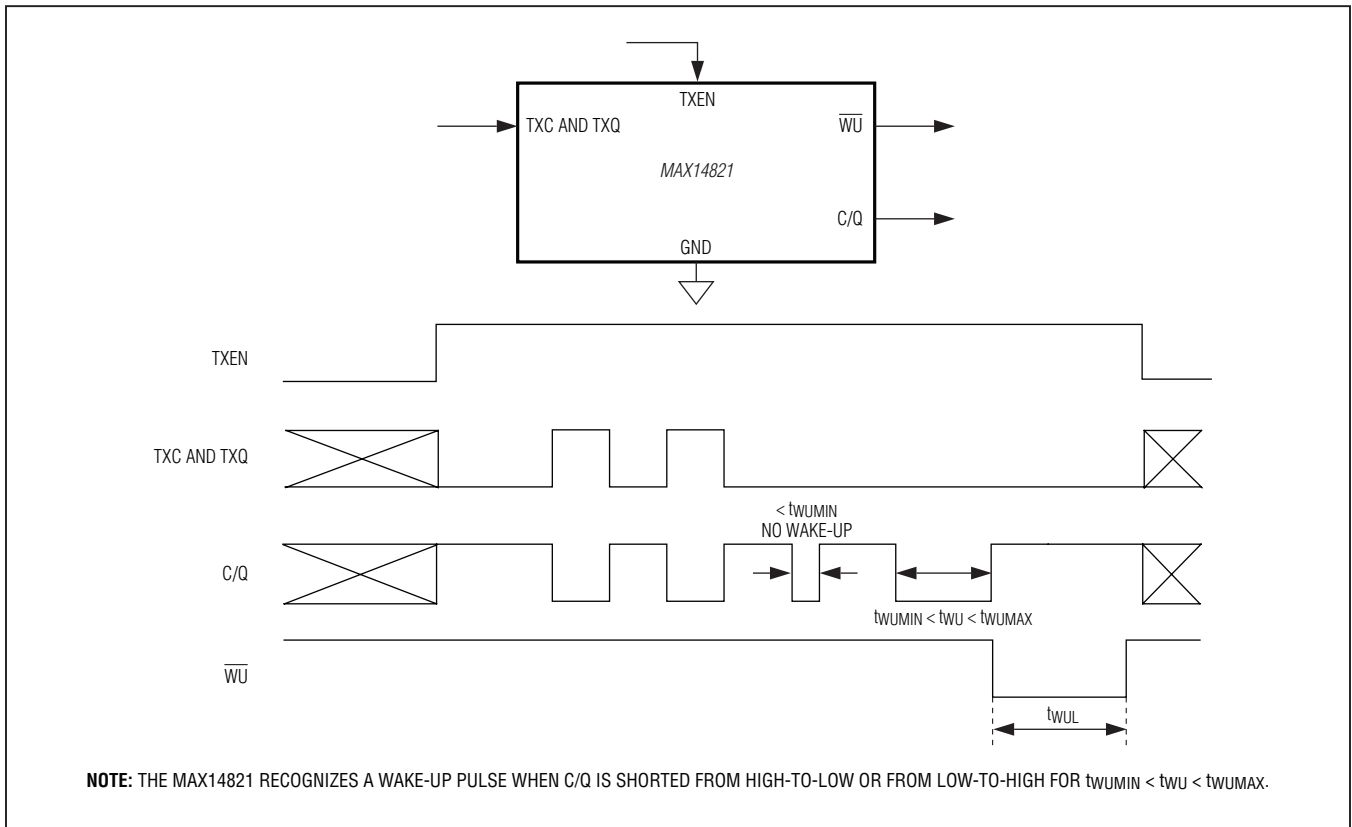 TXEN
TXC AND TXQ
W̅U̅
MAX14821
C/Q
GND
TXEN
TXC AND TXQ
< tWUMIN
NO WAKE-UP
C/Q
tWUMIN < tWU < tWUMAX
W̅U̅
tWUL
NOTE: THE MAX14821 RECOGNIZES A WAKE-UP PULSE WHEN C/Q IS SHORTED FROM HIGH-TO-LOW OR FROM LOW-TO-HIGH FOR tWUMIN < tWU < tWUMAX.